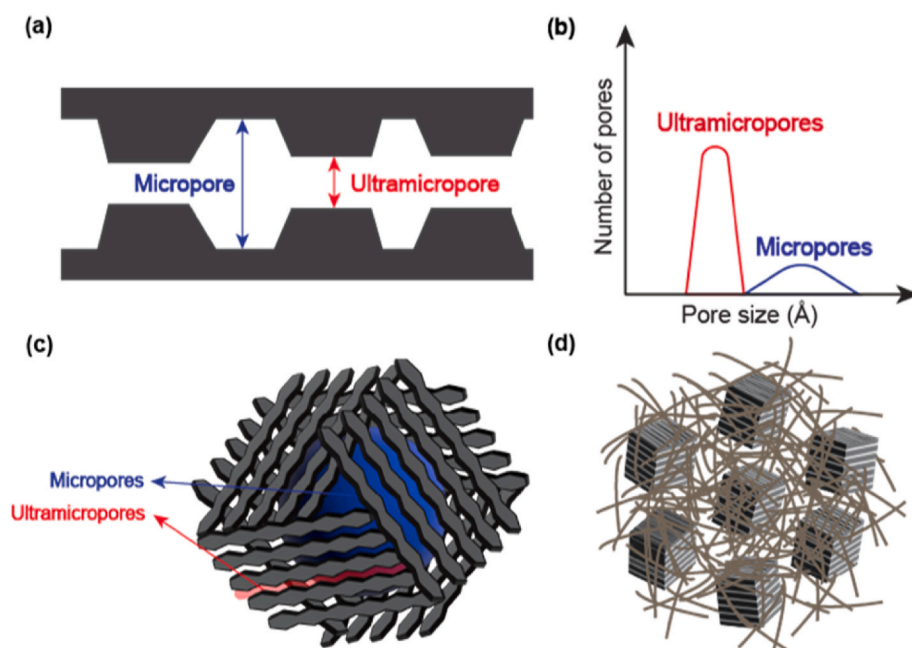 (a)
Micropore
Ultramicropore
(b)
Number of pores
Ultramicropores
Micropores
Pore size (Å)
(c)
Micropores
Ultramicropores
(d)